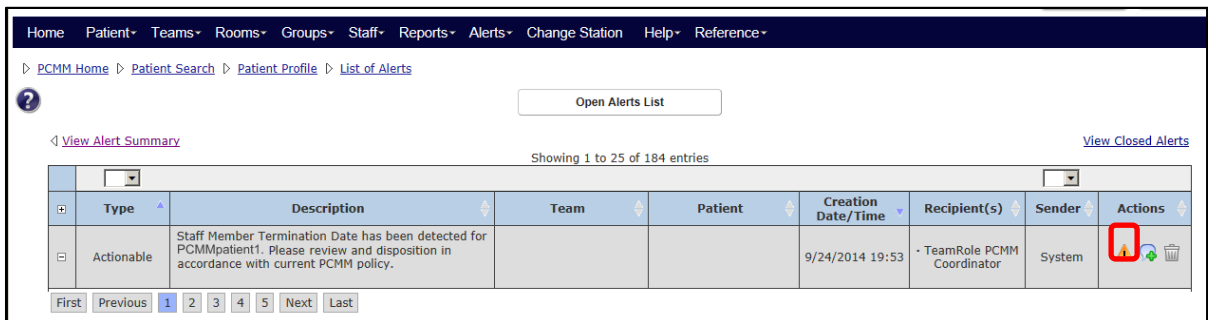 Home Patient Teams Rooms Groups Staff Reports Alerts Change Station Help Reference
PCMM Home Patient Search Patient Profile List of Alerts
?
Open Alerts List
View Alert Summary
View Closed Alerts
Showing 1 to 25 of 184 entries
Type Description Team Patient Creation Date/Time Recipient(s) Sender Actions
Actionable
Staff Member Termination Date has been detected for
PCMMpatient1. Please review and disposition in
accordance with current PCMM policy.
9/24/2014 19:53
· TeamRole PCMM
Coordinator
System
First Previous 1 2 3 4 5 Next Last